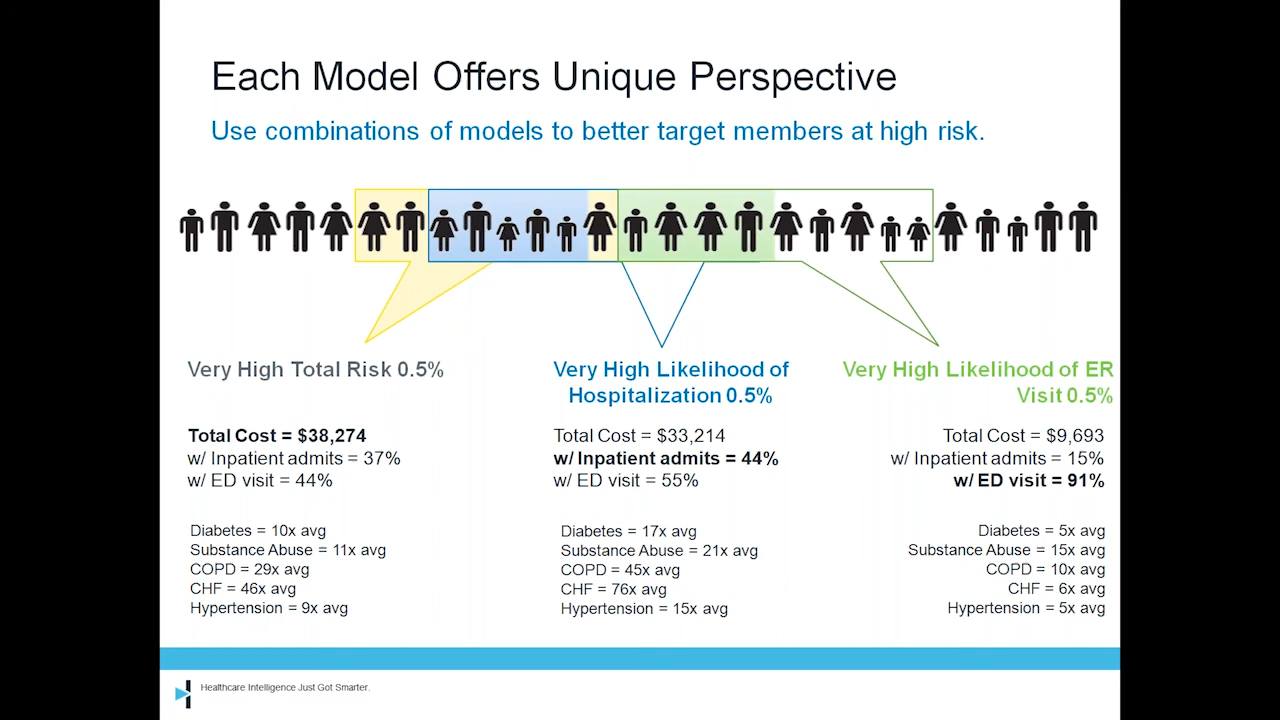 Each Model Offers Unique Perspective
Use combinations of models to better target members at high risk.
Very High Total Risk 0.5%
Total Cost = $38,274
w/ Inpatient admits = 37%
w/ ED visit = 44%
Diabetes = 10x avg
Substance Abuse = 11x avg
COPD = 29x avg
CHF = 46x avg
Hypertension = 9x avg
Very High Likelihood of
Hospitalization 0.5%
Total Cost = $33,214
w/ Inpatient admits = 44%
w/ ED visit = 55%
Diabetes = 17x avg
Substance Abuse = 21x avg
COPD = 45x avg
CHF = 76x avg
Hypertension = 15x avg
Very High Likelihood of ER
Visit 0.5%
Total Cost = $9,693
w/ Inpatient admits = 15%
w/ ED visit = 91%
Diabetes = 5x avg
Substance Abuse = 15x avg
COPD = 10x avg
CHF = 6x avg
Hypertension = 5x avg
Healthcare Intelligence Just Got Smarter.